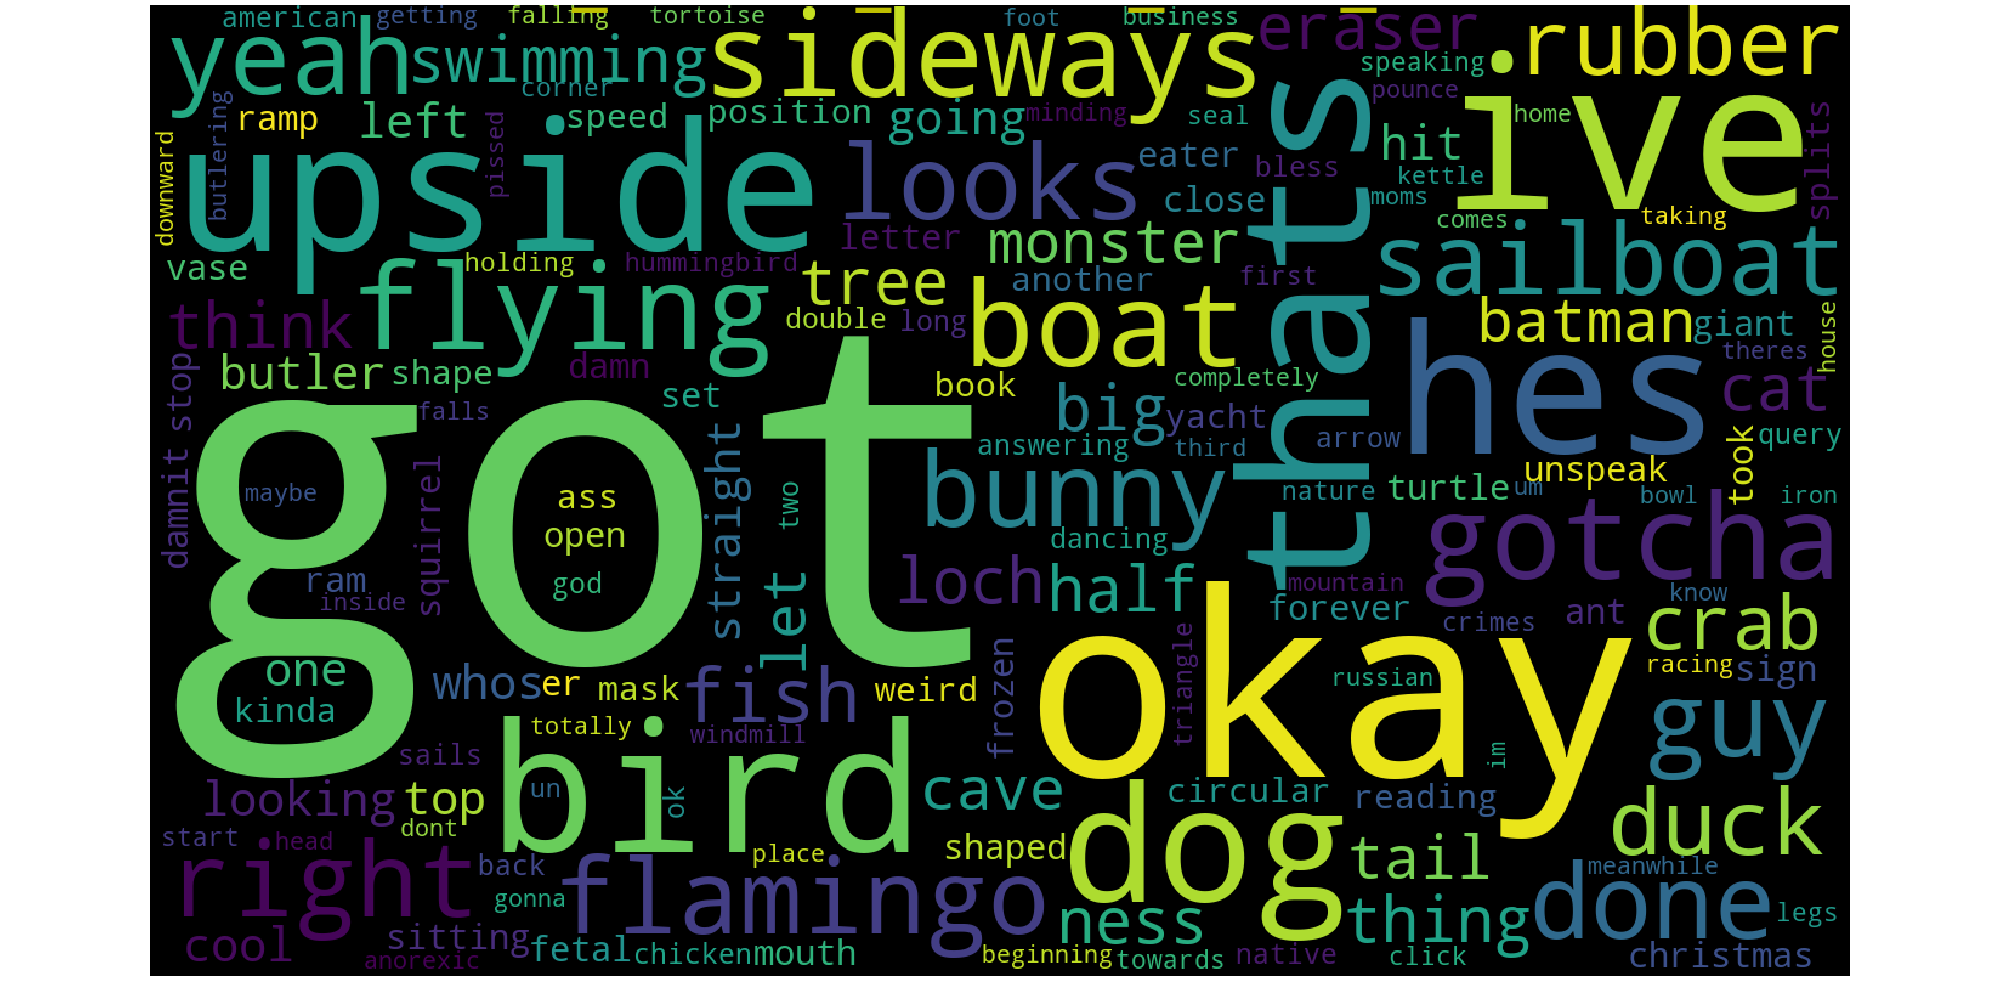 american getting falling tortoise foot business eraser
yeah swimming sideways rubber
corner speaking ive
butlering ramp left pissed speed position going minding seal pounce home
downward upside looks eater bless thats hit kettle splits
close moms
letter monster comes taking
vase holding hummingbird another first sailboat
think flying tree boat batman giant
double long theres house
butler shape damn set book completely hes cat
damnit stop falls big yacht
straight answering third arrow took query
squirrel bunny unspeak
got maybe ass two nature turtle um bowl iron
open dancing gotcha
ram god let loch half mountain know
inside forever crimes ant crab
one whos er mask fish weird frozen okay triangle russian racing sign
kinda totally windmill guy
sails bird im
looking top un ok cave circular reading duck
start dont
right head back place shaped dog tail meanwhile
gonna flamingo ness thing done legs
cool sitting fetal chicken mouth
anorexic beginning towards native click christmas